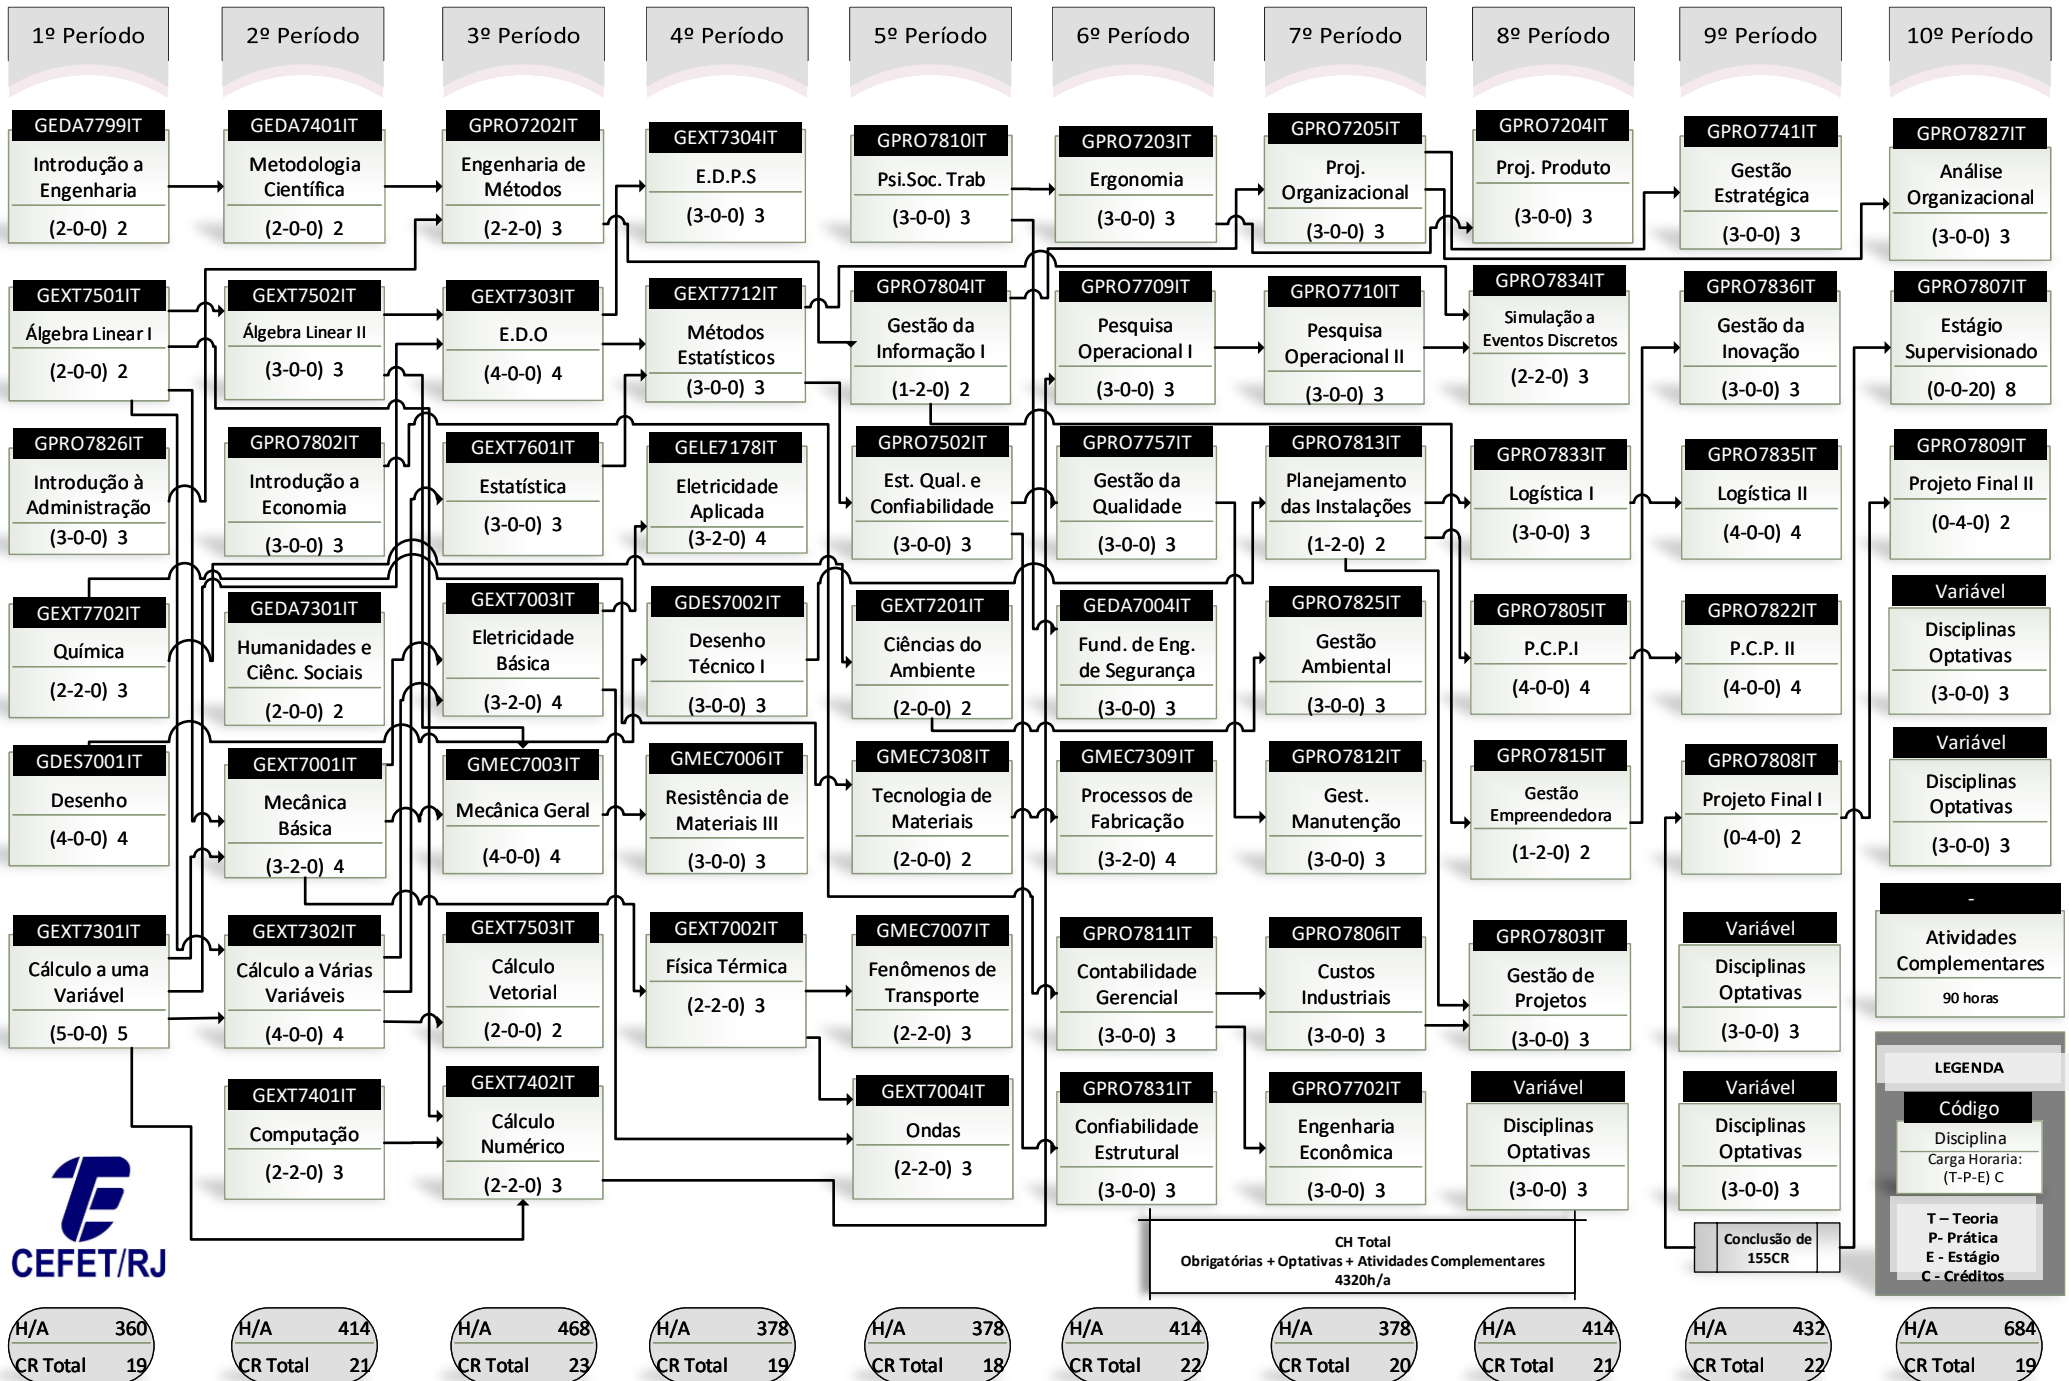 1º Período
2º Período
3º Período
4º Período
5º Período
6º Período
7º Período
8º Período
9º Período
10º Período
GEDA7799IT
Introdução a
Engenharia
(2-0-0) 2
GEXT7501IT
Álgebra Linear I
(2-0-0) 2
GPRO7826IT
Introdução à
Administração
(3-0-0) 3
GEXT7702IT
Química
(2-2-0) 3
GDES7001IT
Desenho
(4-0-0) 4
GEXT7301IT
Cálculo a uma
Variável
(5-0-0) 5
GEDA7401IT
Metodologia
Científica
(2-0-0) 2
GEXT7502IT
Álgebra Linear II
(3-0-0) 3
GPRO7802IT
Introdução a
Economia
(3-0-0) 3
GEDA7301IT
Humanidades e
Ciênc. Sociais
(2-0-0) 2
GEXT7001IT
Mecânica
Básica
(3-2-0) 4
GEXT7302IT
Cálculo a Várias
Variáveis
(4-0-0) 4
GEXT7401IT
Computação
(2-2-0) 3
GPRO7202IT
Engenharia de
Métodos
(2-2-0) 3
GEXT7303IT
E.D.O
(4-0-0) 4
GEXT7601IT
Estatística
(3-0-0) 3
GEXT7003IT
Eletricidade
Básica
(3-2-0) 4
GMEC7003IT
Mecânica Geral
(4-0-0) 4
GEXT7503IT
Cálculo
Vetorial
(2-0-0) 2
GEXT7402IT
Cálculo
Numérico
(2-2-0) 3
GEXT7304IT
E.D.P.S
(3-0-0) 3
GEXT7712IT
Métodos
Estatísticos
(3-0-0) 3
GELE7178IT
Eletricidade
Aplicada
(3-2-0) 4
GDES7002IT
Desenho
Técnico I
(3-0-0) 3
GMEC7006IT
Resistência de
Materiais III
(3-0-0) 3
GEXT7002IT
Física Térmica
(2-2-0) 3
GPRO7810IT
Psi.Soc. Trab
(3-0-0) 3
GPRO7804IT
Gestão da
Informação I
(1-2-0) 2
GPRO7502IT
Est. Qual. e
Confiabilidade
(3-0-0) 3
GEXT7201IT
Ciências do
Ambiente
(2-0-0) 2
GMEC7308IT
Tecnologia de
Materiais
(2-0-0) 2
GMEC7007IT
Fenômenos de
Transporte
(2-2-0) 3
GEXT7004IT
Ondas
(2-2-0) 3
GPRO7203IT
Ergonomia
(3-0-0) 3
GPRO7709IT
Pesquisa
Operacional I
(3-0-0) 3
GPRO7757IT
Gestão da
Qualidade
(3-0-0) 3
GEDA7004IT
Fund. de Eng.
de Segurança
(3-0-0) 3
GMEC7309IT
Processos de
Fabricação
(3-2-0) 4
GPRO7811IT
Contabilidade
Gerencial
(3-0-0) 3
GPRO7831IT
Confiabilidade
Estrutural
(3-0-0) 3
GPRO7205IT
Proj.
Organizacional
(3-0-0) 3
GPRO7710IT
Pesquisa
Operacional II
(3-0-0) 3
GPRO7813IT
Planejamento
das Instalações
(1-2-0) 2
GPRO7825IT
Gestão
Ambiental
(3-0-0) 3
GPRO7812IT
Gest.
Manutenção
(3-0-0) 3
GPRO7806IT
Custos
Industriais
(3-0-0) 3
GPRO7702IT
Engenharia
Econômica
(3-0-0) 3
GPRO7204IT
Proj. Produto
(3-0-0) 3
GPRO7834IT
Simulação a
Eventos Discretos
(2-2-0) 3
GPRO7833IT
Logística I
(3-0-0) 3
GPRO7805IT
P.C.P.I
(4-0-0) 4
GPRO7815IT
Gestão
Empreendedora
(1-2-0) 2
GPRO7803IT
Gestão de
Projetos
(3-0-0) 3
Variável
Disciplinas
Optativas
(3-0-0) 3
GPRO7741IT
Gestão
Estratégica
(3-0-0) 3
GPRO7836IT
Gestão da
Inovação
(3-0-0) 3
GPRO7835IT
Logística II
(4-0-0) 4
GPRO7822IT
P.C.P. II
(4-0-0) 4
GPRO7808IT
Projeto Final I
(0-4-0) 2
Variável
Disciplinas
Optativas
(3-0-0) 3
Variável
Disciplinas
Optativas
(3-0-0) 3
Conclusão de
155CR
GPRO7827IT
Análise
Organizacional
(3-0-0) 3
GPRO7807IT
Estágio
Supervisionado
(0-0-20) 8
GPRO7809IT
Projeto Final II
(0-4-0) 2
Variável
Disciplinas
Optativas
(3-0-0) 3
Variável
Disciplinas
Optativas
(3-0-0) 3
-
Atividades
Complementares
90 horas
LEGENDA
Código
Disciplina
Carga Horaria:
(T-P-E) C
T – Teoria
P- Prática
E - Estágio
C - Créditos
CEFET/RJ
CH Total
Obrigatórias + Optativas + Atividades Complementares
4320h/a
H/A 360
CR Total 19
H/A 414
CR Total 21
H/A 468
CR Total 23
H/A 378
CR Total 19
H/A 378
CR Total 18
H/A 414
CR Total 22
H/A 378
CR Total 20
H/A 414
CR Total 21
H/A 432
CR Total 22
H/A 684
CR Total 19